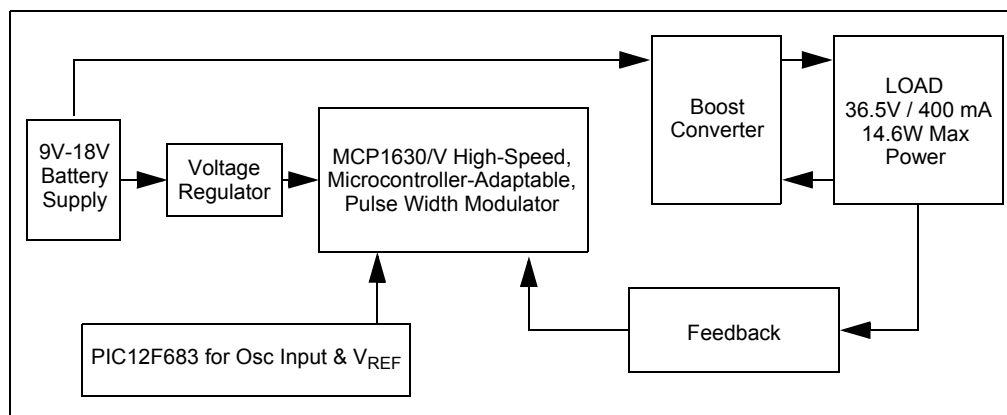 9V-18V
Battery
Supply
Voltage
Regulator
MCP1630/V High-Speed,
Microcontroller-Adaptable,
Pulse Width Modulator
Boost
Converter
LOAD
36.5V / 400 mA
14.6W Max
Power
PIC12F683 for Osc Input & VREF
Feedback